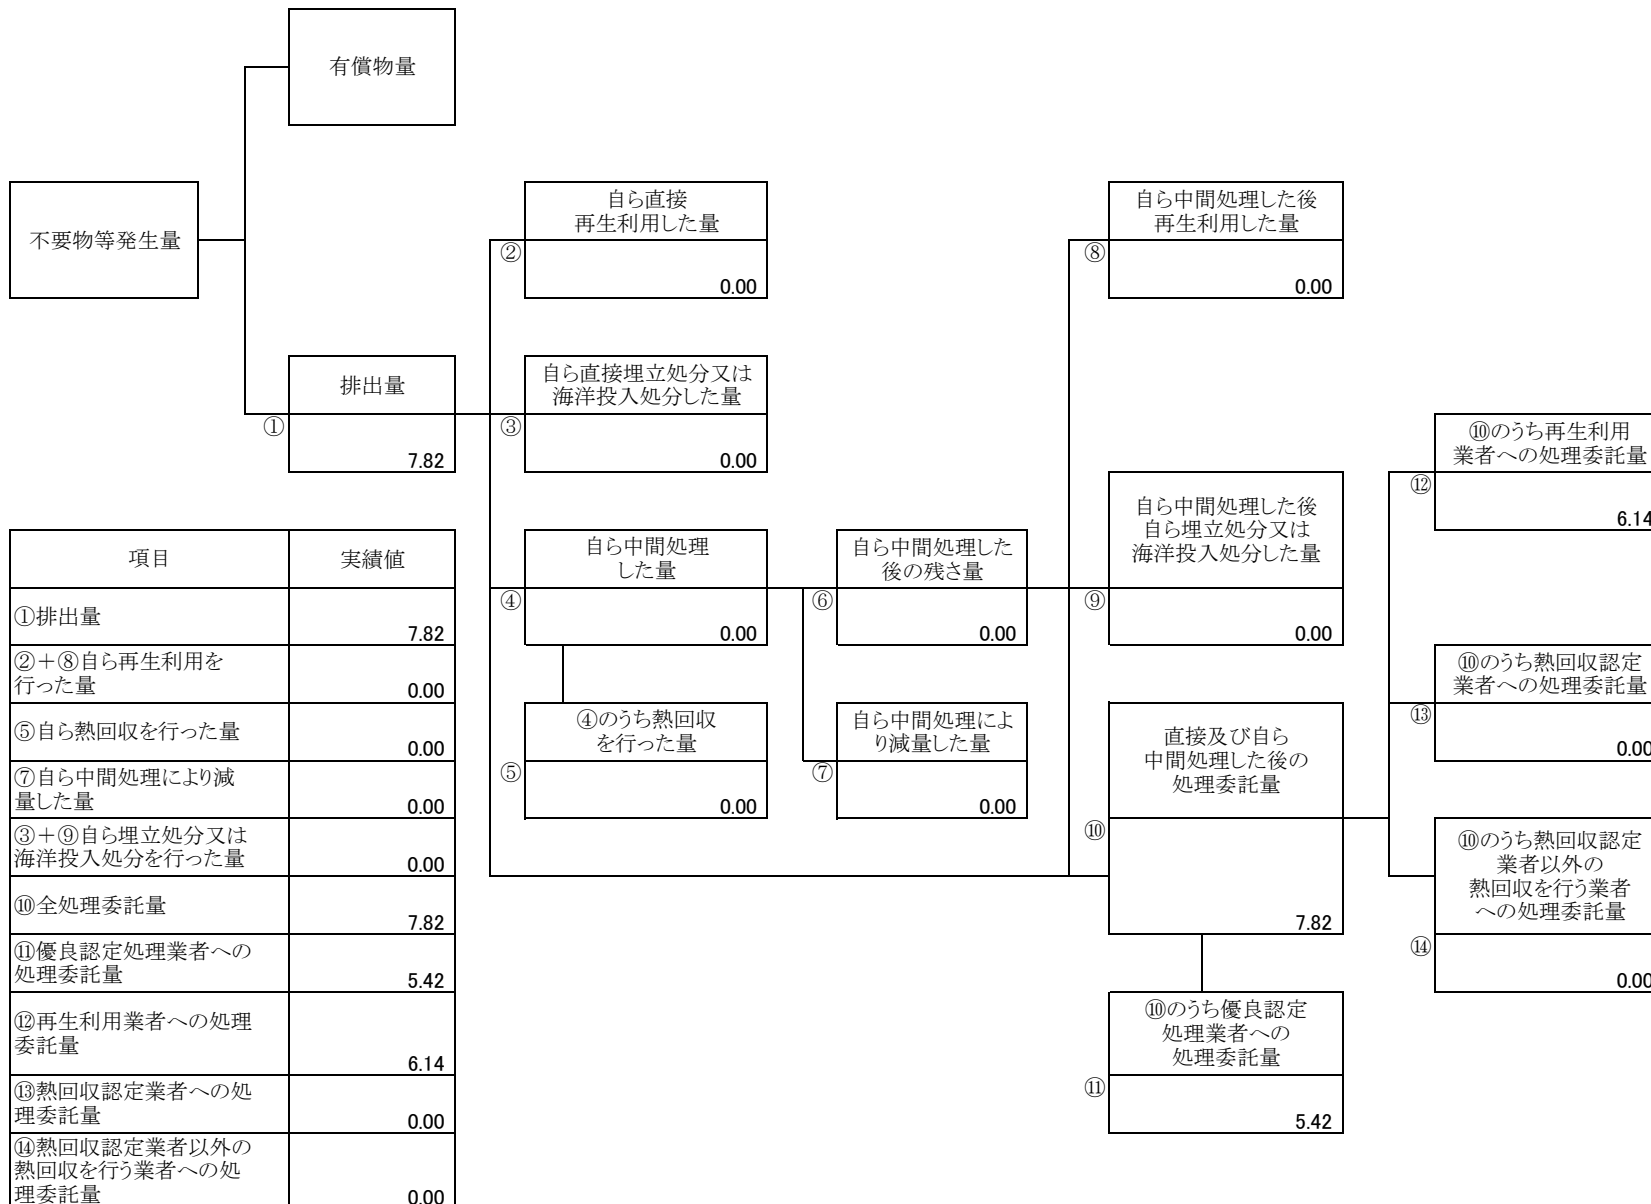 有償物量
不要物等発生量
自ら直接
再生利用した量
②
0.00
自ら中間処理した後
再生利用した量
⑧
0.00
排出量
①
7.82
自ら直接埋立処分又は
海洋投入処分した量
③
0.00
⑩のうち再生利用
業者への処理委託量
⑫
6.14
自ら中間処理した後
自ら埋立処分又は
海洋投入処分した量
⑨
0.00
自ら中間処理
した量
④
0.00
自ら中間処理した
後の残さ量
⑥
0.00
⑩のうち熱回収認定
業者への処理委託量
⑬
0.00
④のうち熱回収
を行った量
⑤
0.00
自ら中間処理によ
り減量した量
⑦
0.00
直接及び自ら
中間処理した後の
処理委託量
⑩
7.82
⑩のうち熱回収認定
業者以外の
熱回収を行う業者
への処理委託量
⑭
0.00
⑩のうち優良認定
処理業者への
処理委託量
⑪
5.42
項目 実績値
①排出量
7.82
②+⑧自ら再生利用を
行った量
0.00
⑤自ら熱回収を行った量
0.00
⑦自ら中間処理により減
量した量
0.00
③+⑨自ら埋立処分又は
海洋投入処分を行った量
0.00
⑩全処理委託量
7.82
⑪優良認定処理業者への
処理委託量
5.42
⑫再生利用業者への処理
委託量
6.14
⑬熱回収認定業者への処
理委託量
0.00
⑭熱回収認定業者以外の
熱回収を行う業者への処
理委託量
0.00